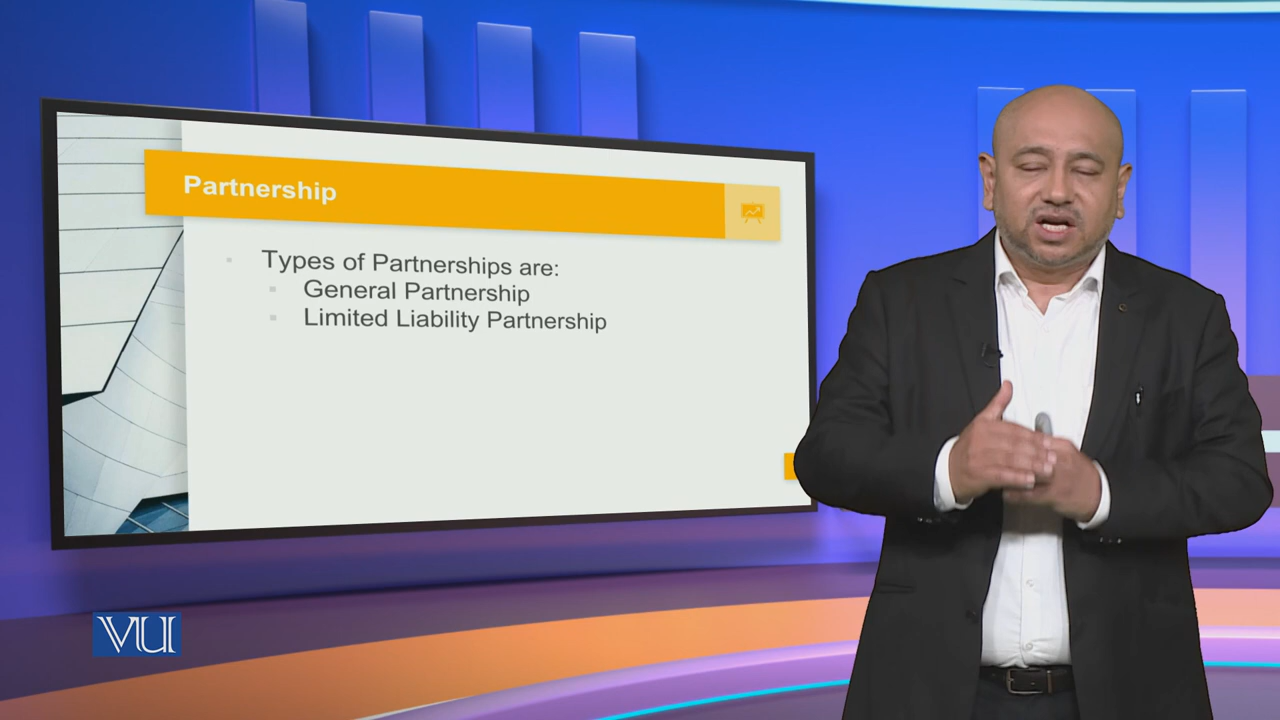 Partnership
Types of Partnerships are:
General Partnership
Limited Liability Partnership
VU